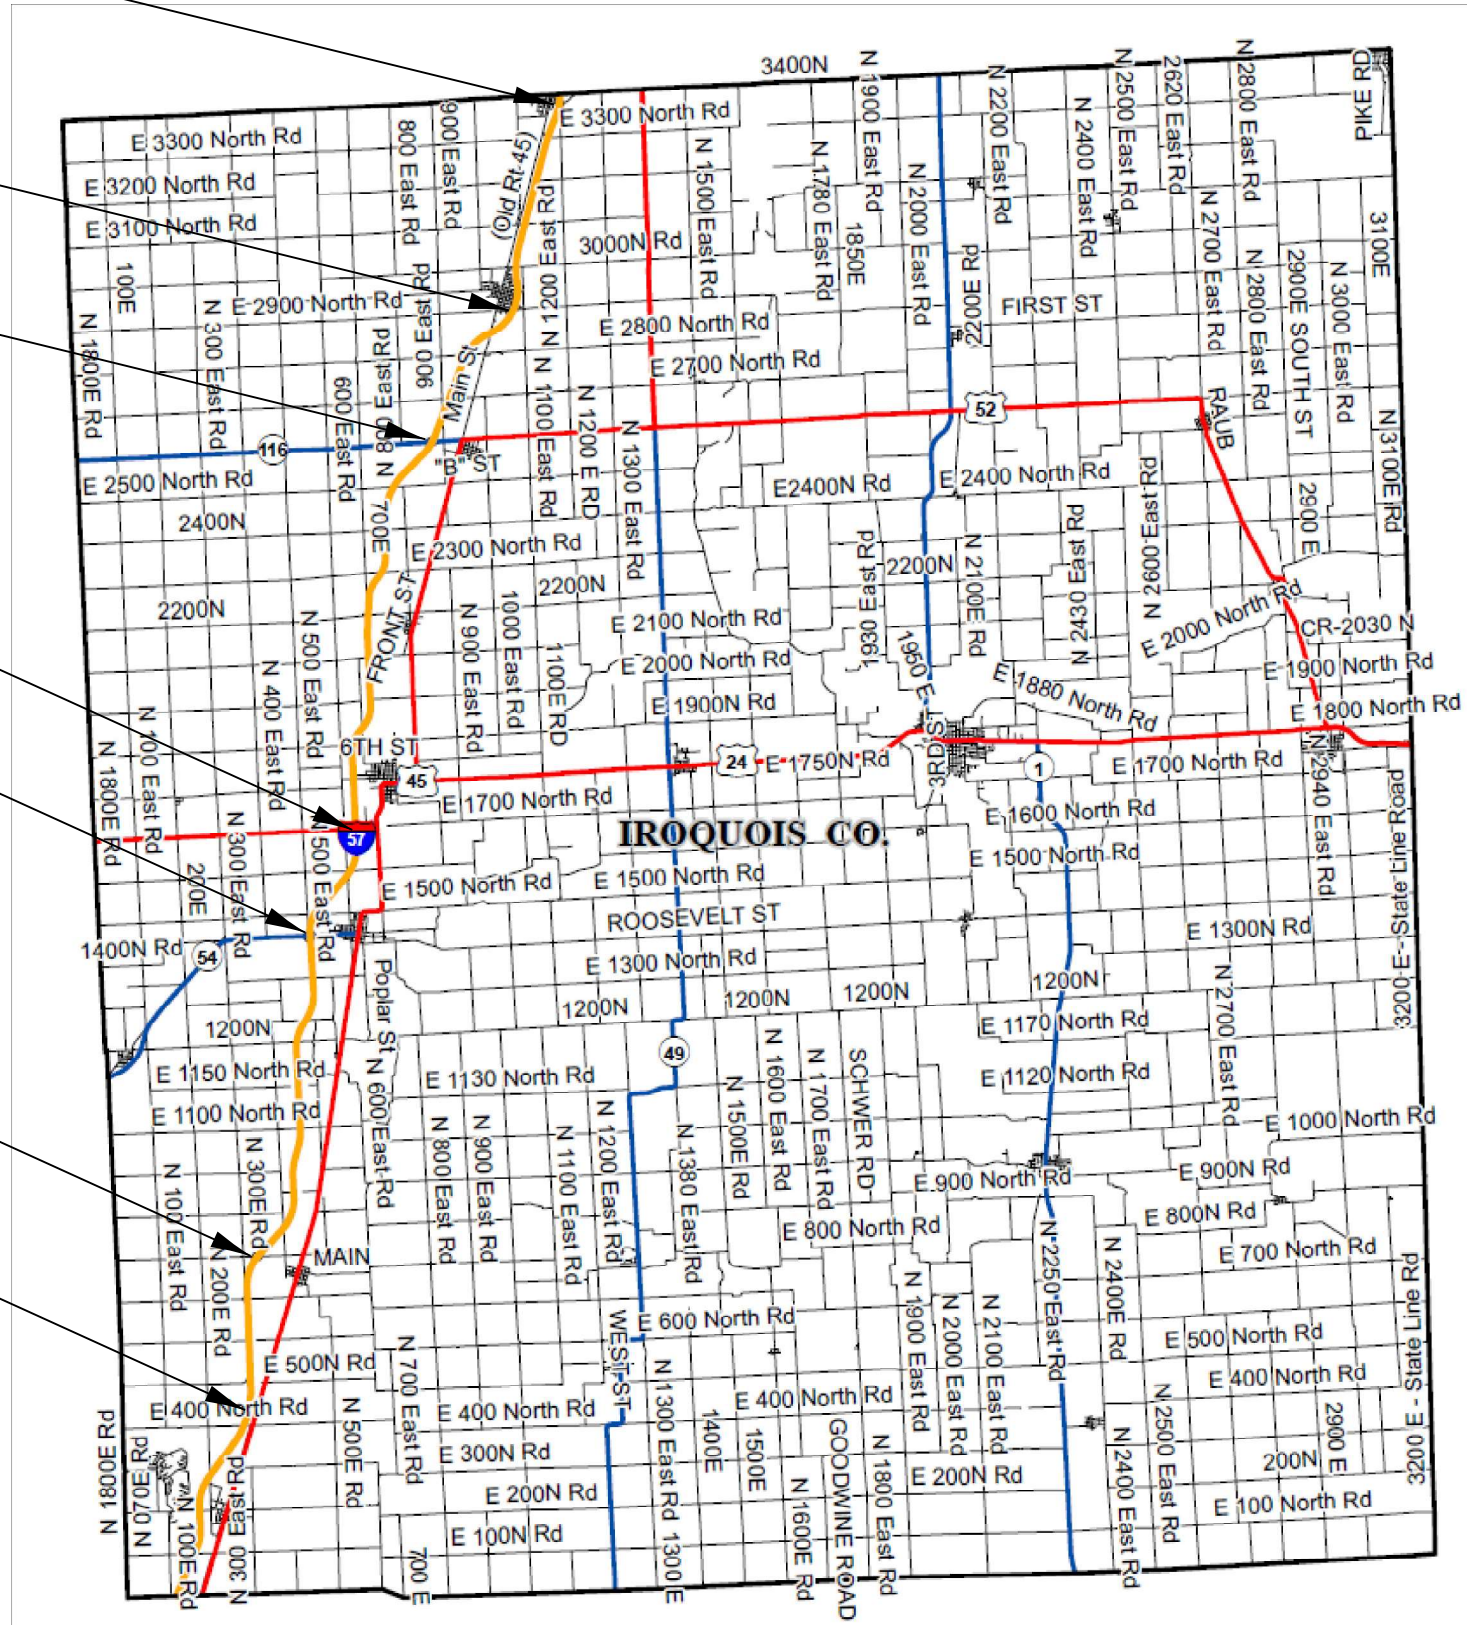 3400N
PIKE RD
E 3300 North Rd
E 3300 North Rd
800 East Rd
900 East Rd
(Old Rt 45)
N 1900 East Rd
N 2200 East Rd
N 2500 East Rd
2620 East Rd
N 2800 East Rd
N 2400 East Rd
E 3200 North Rd
E 3100 North Rd
N 1200 East Rd
N 1500 East Rd
N 1780 East Rd
N 2000 East Rd
N 2700 East Rd
3000N Rd
1850E
3100E
100E
E 2900 North Rd
N 300 East Rd
900 East Rd
2200E Rd
FIRST ST
N 2800 East Rd
2900E SOUTH ST
N 3000 East Rd
N 1800E Rd
E 2800 North Rd
E 2700 North Rd
Main St
N 800 East Rd
600 East Rd
N 1100 East Rd
N 1200 E RD
N 1300 East Rd
52
RAUB
N 3100E Rd
116
"B" ST
E 2500 North Rd
E2400N Rd
E 2400 North Rd
N 2600 East Rd
2900 E
2400N
700E
E 2300 North Rd
2200N
1930 East Rd
2200N
N 2100E Rd
N 2430 East Rd
2200N
FRONT ST
N 500 East Rd
N 900 East Rd
1000 East Rd
E 2100 North Rd
E 2000 North Rd
CR-2030 N
E 2000 North Rd
N 400 East Rd
1100E RD
1950 E
E 1880 North Rd
E 1900 North Rd
E 1900N Rd
E 1800 North Rd
N 100 East Rd
N 1800E Rd
6TH ST
45
24
E 1750N Rd
3RD ST
1
E 1700 North Rd
N 2940 East Rd
E 1700 North Rd
E 1600 North Rd
57
IROQUOIS CO.
N 300 East Rd
N 500 East Rd
200E
E 1500 North Rd
E 1500 North Rd
E 1500 North Rd
3200 E - State Line Road
ROOSEVELT ST
E 1300N Rd
1400N Rd
54
E 1300 North Rd
Poplar St
1200N
1200N
1200N
1200N
1200N
N 2700 East Rd
E 1170 North Rd
49
E 1150 North Rd
E 1130 North Rd
E 1120 North Rd
N 600 East Rd
N 1500E Rd
N 1600 East Rd
N 1700 East Rd
SCHWER RD
E 1100 North Rd
E 1000 North Rd
N 300E Rd
N 100 East Rd
N 800 East Rd
N 900 East Rd
N 1100 East Rd
N 1200 East Rd
N 1380 East Rd
E 900 North Rd
E 900N Rd
E 800 North Rd
E 800N Rd
E 700 North Rd
MAIN
N 200E Rd
N 2250 East Rd
N 2400E Rd
N 1900 East Rd
N 2000 East Rd
N 2100 East Rd
WEST ST
E 600 North Rd
E 500 North Rd
3200 E - State Line Rd
E 500N Rd
N 700 East Rd
E 400 North Rd
E 400 North Rd
E 400 North Rd
E 400 North Rd
N 500E Rd
N 1300 East Rd
1400E
1500E
GOODWINE ROAD
N 1800 East Rd
N 2400 East Rd
N 2500 East Rd
2900 E
N 1800E Rd
N 070E RD
N 100E Rd
N 300 East Rd
E 300N Rd
E 200N Rd
200N
E 200N Rd
N 1600E Rd
E 100 North Rd
E 100N Rd
700 E
1300 E